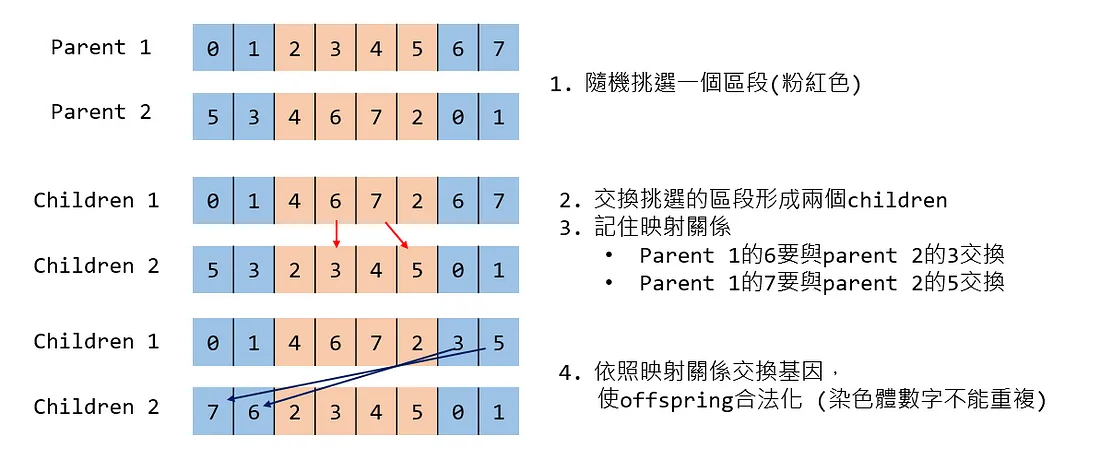 Parent 1 0 1 2 3 4 5 6 7
1. 隨機挑選一個區段(粉紅色)
Parent 2 5 3 4 6 7 2 0 1
Children 1 0 1 4 6 7 2 6 7
2. 交換挑選的區段形成兩個children
3. 記住映射關係
• Parent 1的6要與parent 2的3交換
Children 2 5 3 2 3 4 5 0 1
• Parent 1的7要與parent 2的5交換
Children 1 0 1 4 6 7 2 3 5
4. 依照映射關係交換基因，
使offspring合法化 (染色體數字不能重複)
Children 2 7 6 2 3 4 5 0 1